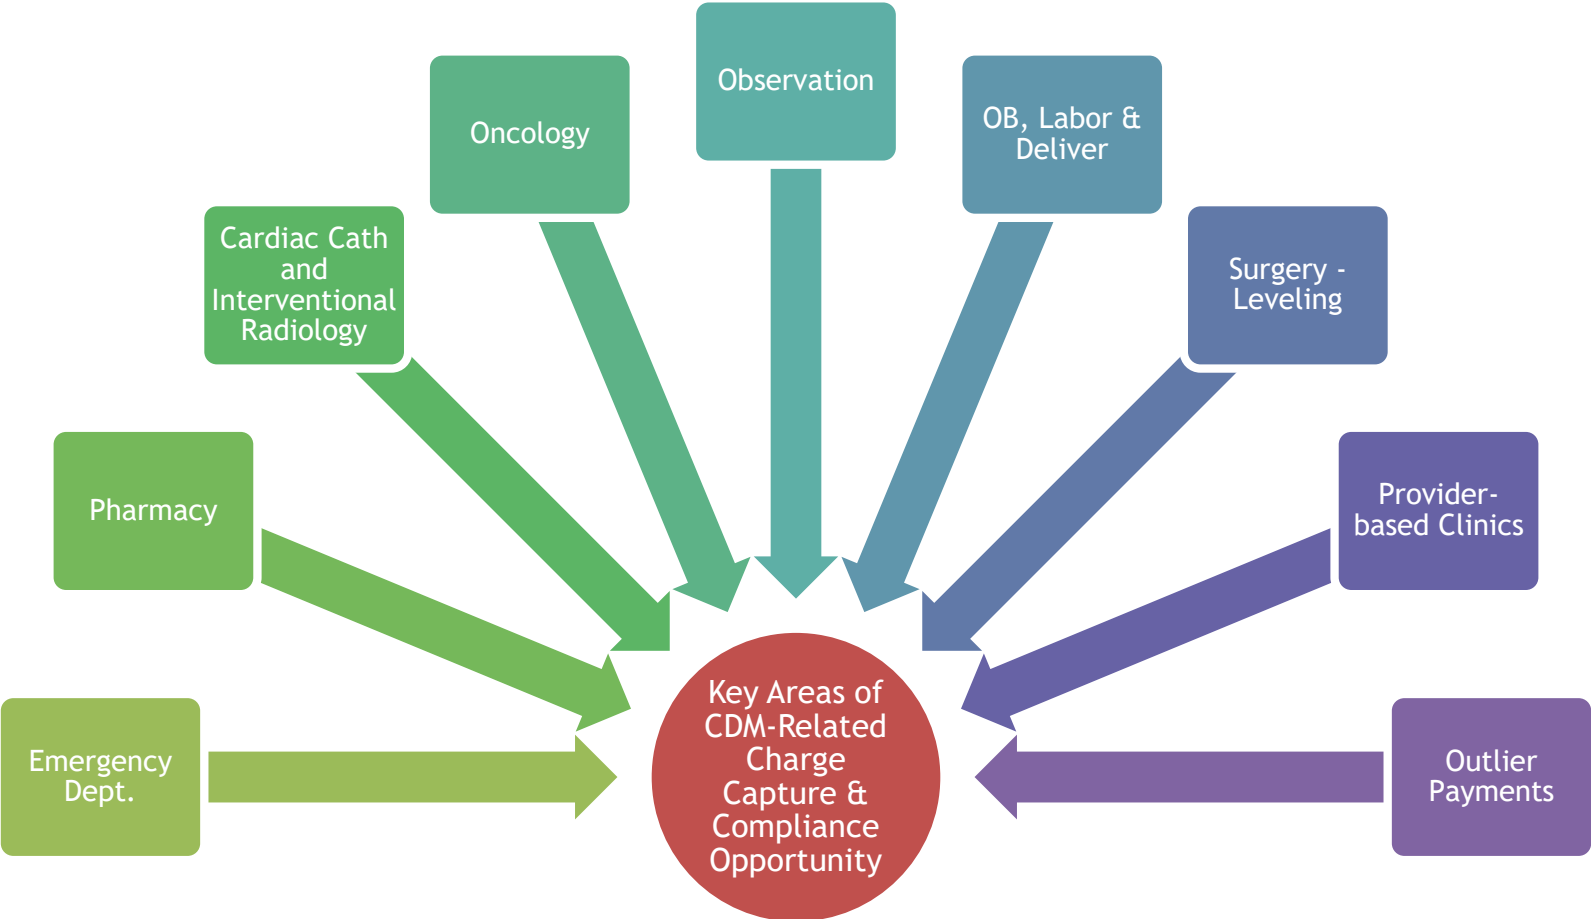 Observation
Oncology
OB, Labor &
Deliver
Cardiac Cath
and
Interventional
Radiology
Surgery -
Leveling
Pharmacy
Provider-
based Clinics
Emergency
Dept.
Key Areas of
CDM-Related
Charge
Capture &
Compliance
Opportunity
Outlier
Payments